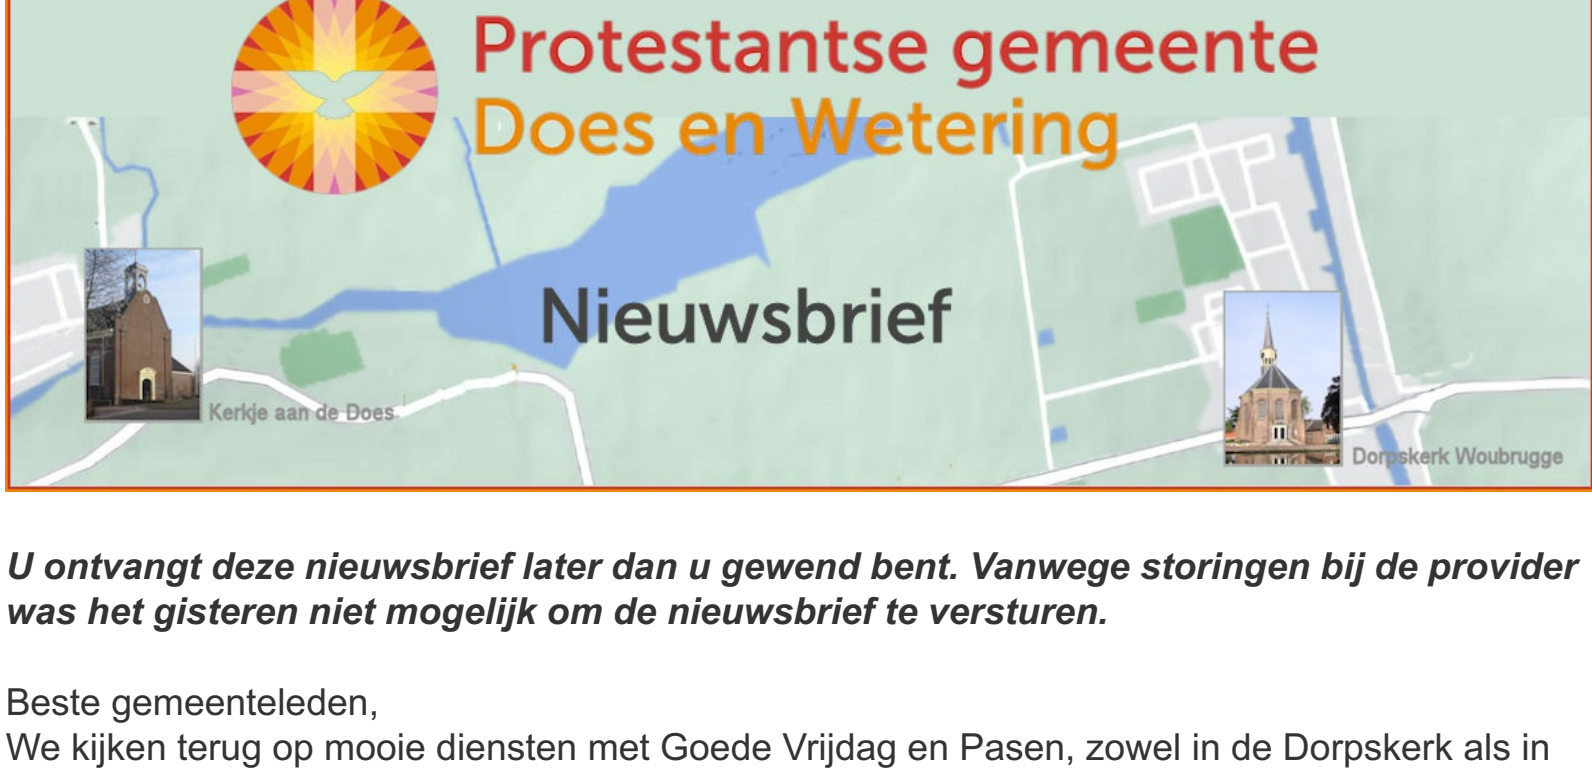 Protestantse gemeente
Does en Wetering
Nieuwsbrief
Kerkje aan de Does
Dorpskerk Woubrugge
U ontvangt deze nieuwsbrief later dan u gewend bent. Vanwege storingen bij de provider
was het gisteren niet mogelijk om de nieuwsbrief te versturen.
Beste gemeenteleden,
We kijken terug op mooie diensten met Goede Vrijdag en Pasen, zowel in de Dorpskerk als in